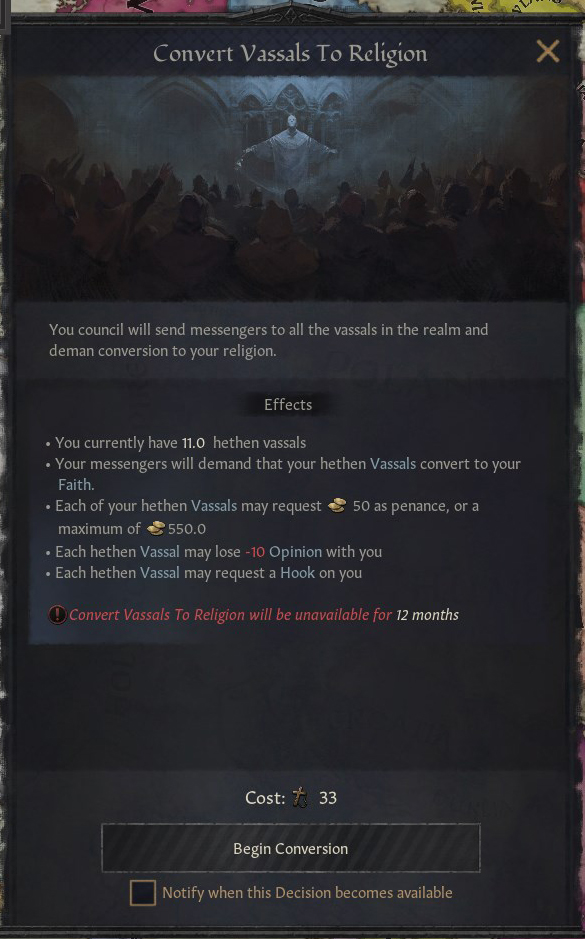 Convert Vassals To Religion
You council will send messengers to all the vassals in the realm and
deman conversion to your religion.
Effects
• You currently have 11.0 hethen vassals
• Your messengers will demand that your hethen Vassals convert to your
Faith.
• Each of your hethen Vassals may request 50 as penance, or a
maximum of 550.0
• Each hethen Vassal may lose -10 Opinion with you
• Each hethen Vassal may request a Hook on you
Convert Vassals To Religion will be unavailable for 12 months
Cost: 33
Begin Conversion
Notify when this Decision becomes available